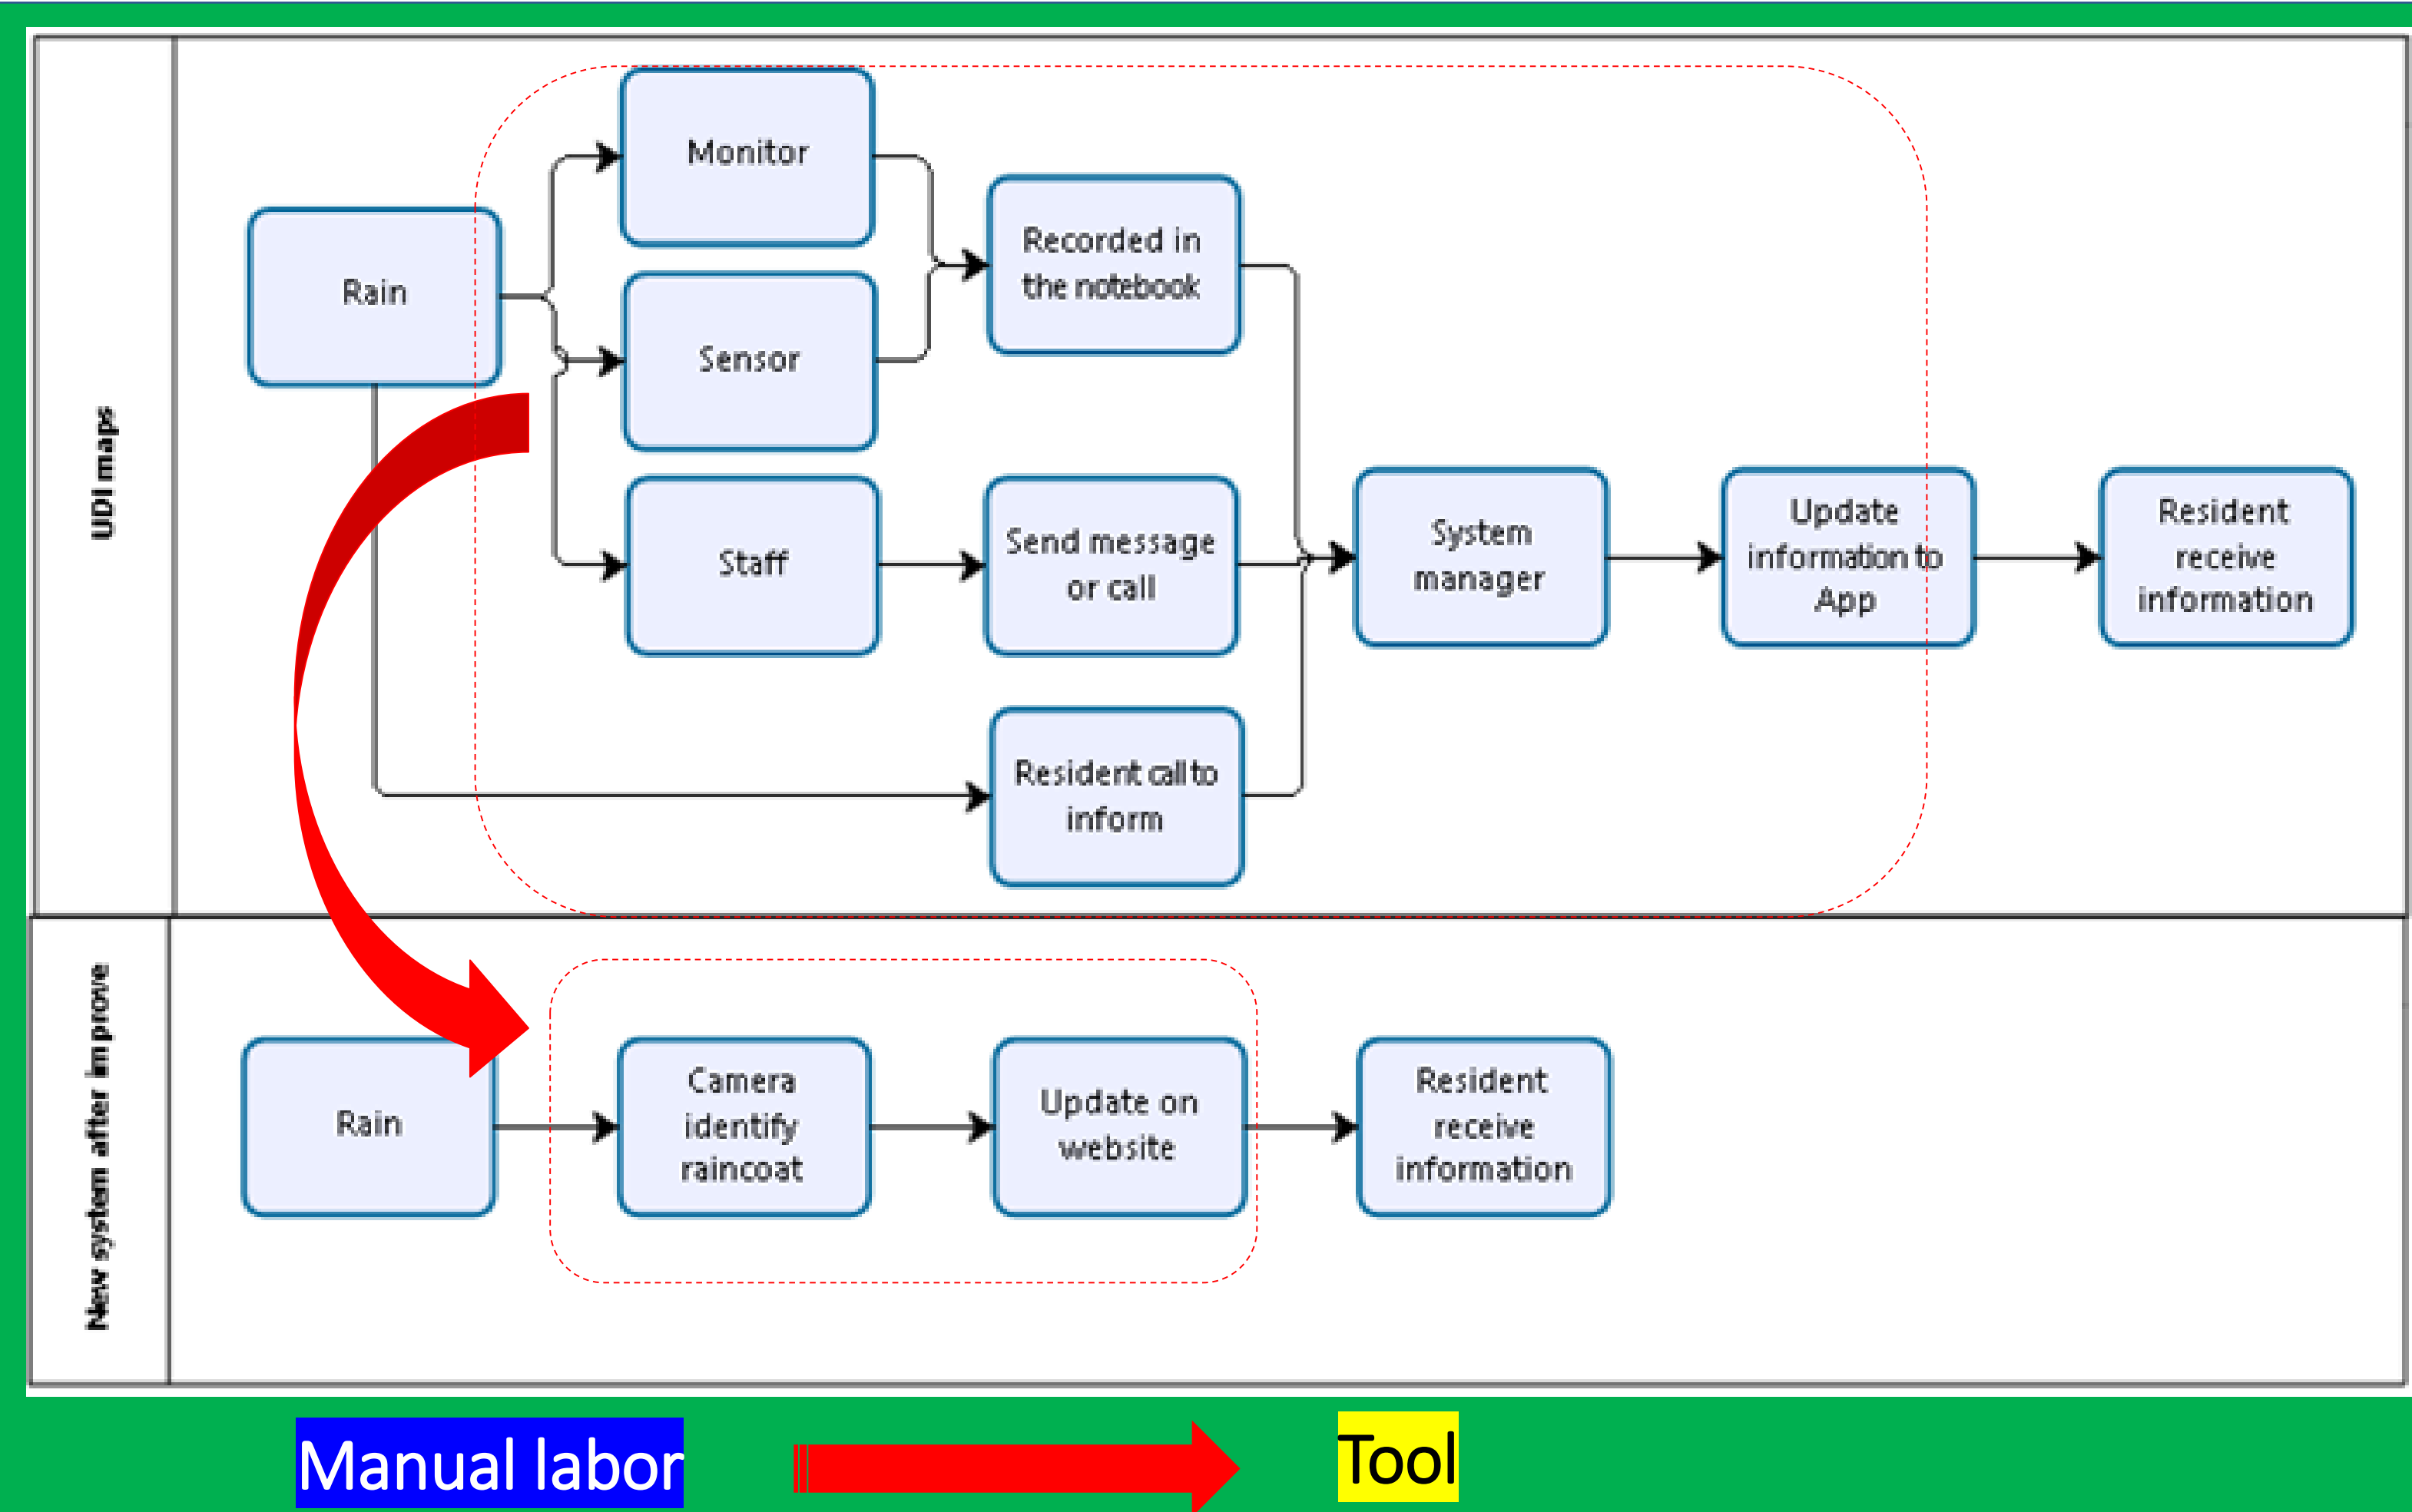 UDI maps
Rain
Monitor
Sensor
Staff
Recorded in
the notebook
Send message
or call
Resident call to
inform
System
manager
Update
information to
App
Resident
receive
information
New system after improve
Rain
Camera
identify
raincoat
Update on
website
Resident
receive
information
Manual labor
Tool